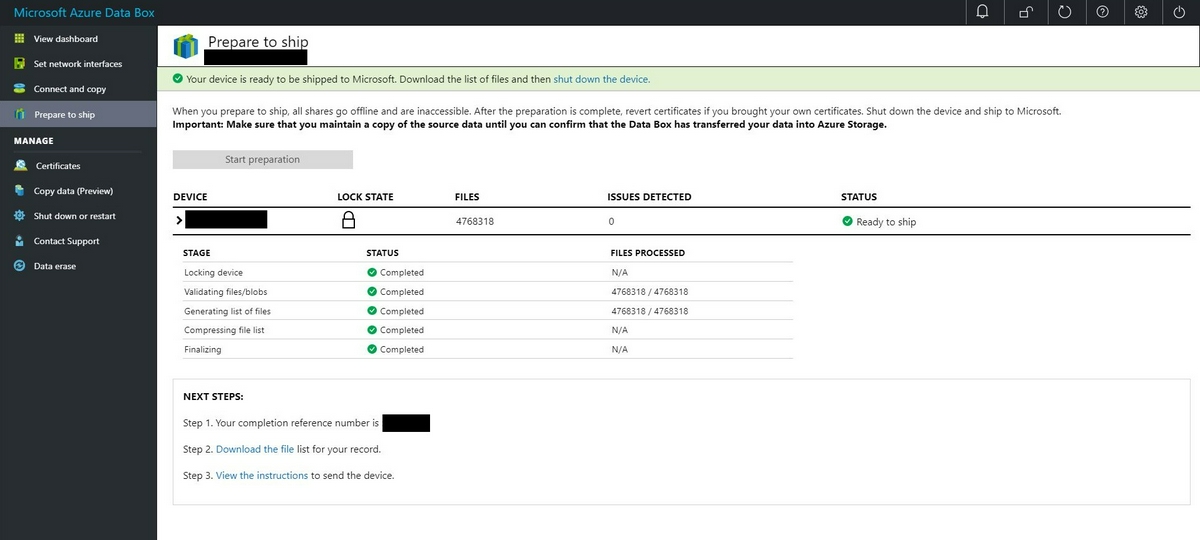 Microsoft Azure Data Box
View dashboard
Set network interfaces
Connect and copy
Prepare to ship
MANAGE
Certificates
Copy data (Preview)
Shut down or restart
Contact Support
Data erase
Prepare to ship
Your device is ready to be shipped to Microsoft. Download the list of files and then shut down the device.
When you prepare to ship, all shares go offline and are inaccessible. After the preparation is complete, revert certificates if you brought your own certificates. Shut down the device and ship to Microsoft.
Important: Make sure that you maintain a copy of the source data until you can confirm that the Data Box has transferred your data into Azure Storage.
Start preparation
DEVICE LOCK STATE FILES ISSUES DETECTED STATUS
4768318 0 Ready to ship
STAGE STATUS FILES PROCESSED
Locking device Completed N/A
Validating files/blobs Completed 4768318 / 4768318
Generating list of files Completed 4768318 / 4768318
Compressing file list Completed N/A
Finalizing Completed N/A
NEXT STEPS:
Step 1. Your completion reference number is
Step 2. Download the file list for your record.
Step 3. View the instructions to send the device.